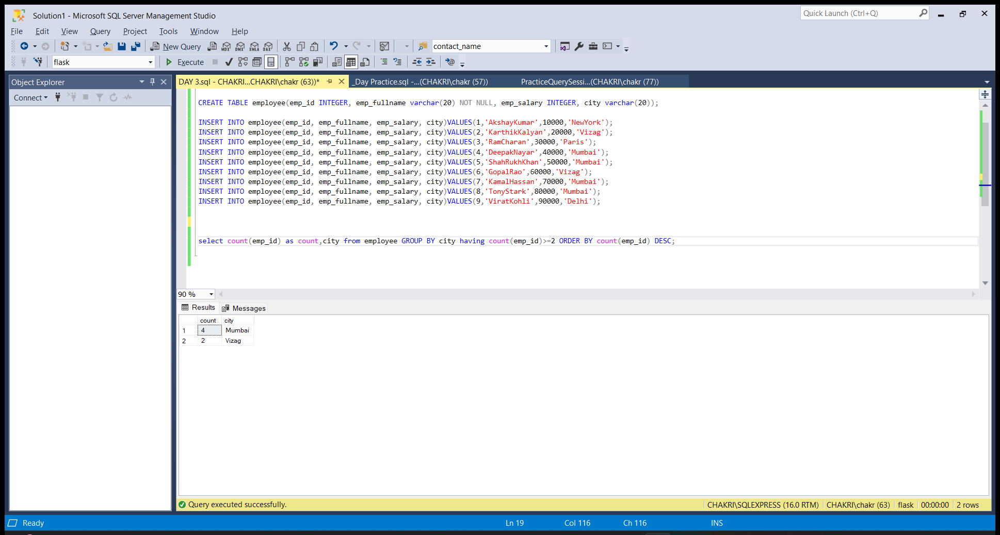 Solution1 - Microsoft SQL Server Management Studio
Quick Launch (Ctrl+Q)
File Edit View Query Project Tools Window Help
New Query MDX DMX XMLA DAX contact_name
flask Execute
Object Explorer
Connect
DAY 3.sql - CHAKRI...CHAKRI\chakr (63))* _Day Practice.sql -...(CHAKRI\chakr (57)) PracticeQuerySessi...(CHAKRI\chakr (77))
CREATE TABLE employee(emp_id INTEGER, emp_fullname varchar(20) NOT NULL, emp_salary INTEGER, city varchar(20));
INSERT INTO employee(emp_id, emp_fullname, emp_salary, city)VALUES(1,'AkshayKumar',10000,'NewYork');
INSERT INTO employee(emp_id, emp_fullname, emp_salary, city)VALUES(2,'KarthikKalyan',20000,'Vizag');
INSERT INTO employee(emp_id, emp_fullname, emp_salary, city)VALUES(3,'RamCharan',30000,'Paris');
INSERT INTO employee(emp_id, emp_fullname, emp_salary, city)VALUES(4,'DeepakNayar',40000,'Mumbai');
INSERT INTO employee(emp_id, emp_fullname, emp_salary, city)VALUES(5,'ShahRukhKhan',50000,'Mumbai');
INSERT INTO employee(emp_id, emp_fullname, emp_salary, city)VALUES(6,'GopalRao',60000,'Vizag');
INSERT INTO employee(emp_id, emp_fullname, emp_salary, city)VALUES(7,'KamalHassan',70000,'Mumbai');
INSERT INTO employee(emp_id, emp_fullname, emp_salary, city)VALUES(8,'TonyStark',80000,'Mumbai');
INSERT INTO employee(emp_id, emp_fullname, emp_salary, city)VALUES(9,'ViratKohli',90000,'Delhi');
select count(emp_id) as count,city from employee GROUP BY city having count(emp_id)>=2 ORDER BY count(emp_id) DESC;
90 %
Results Messages
count city
1 4 Mumbai
2 2 Vizag
Query executed successfully. CHAKRI\SQLEXPRESS (16.0 RTM) CHAKRI\chakr (63) flask 00:00:00 2 rows
Ready Ln 19 Col 116 Ch 116 INS